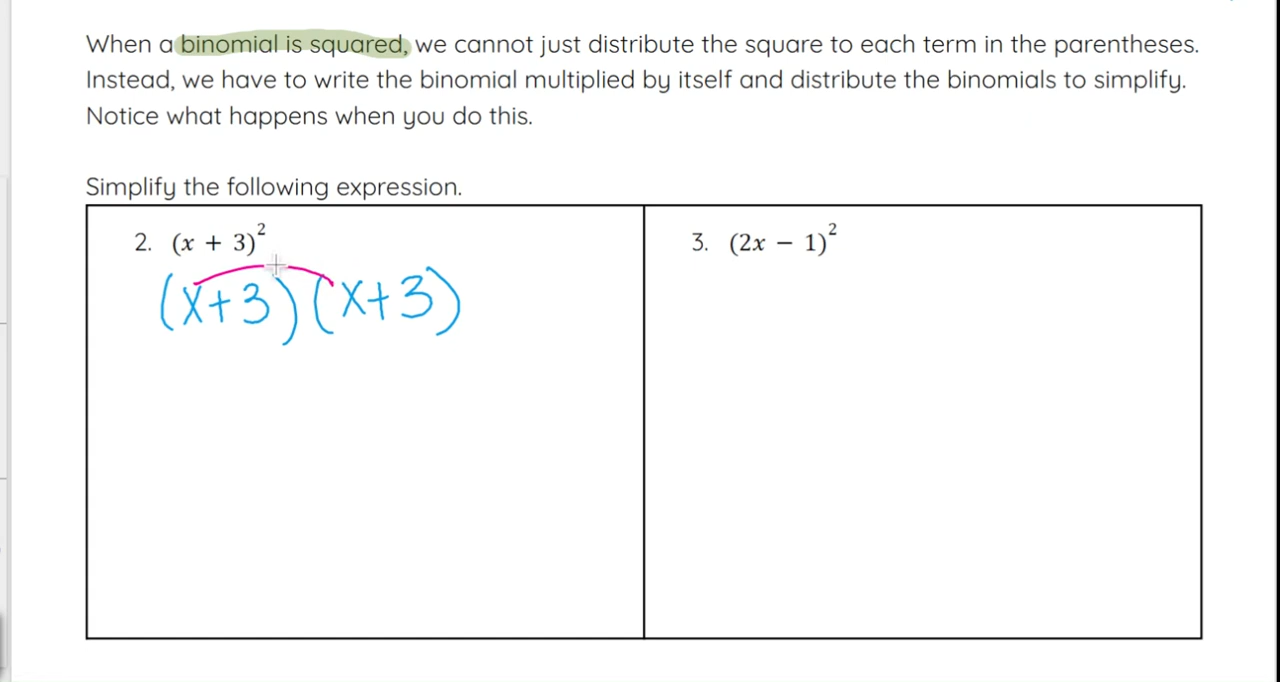 When a binomial is squared, we cannot just distribute the square to each term in the parentheses.
Instead, we have to write the binomial multiplied by itself and distribute the binomials to simplify.
Notice what happens when you do this.
Simplify the following expression.
2. (x + 3)²
(x+3)(x+3)
3. (2x − 1)²